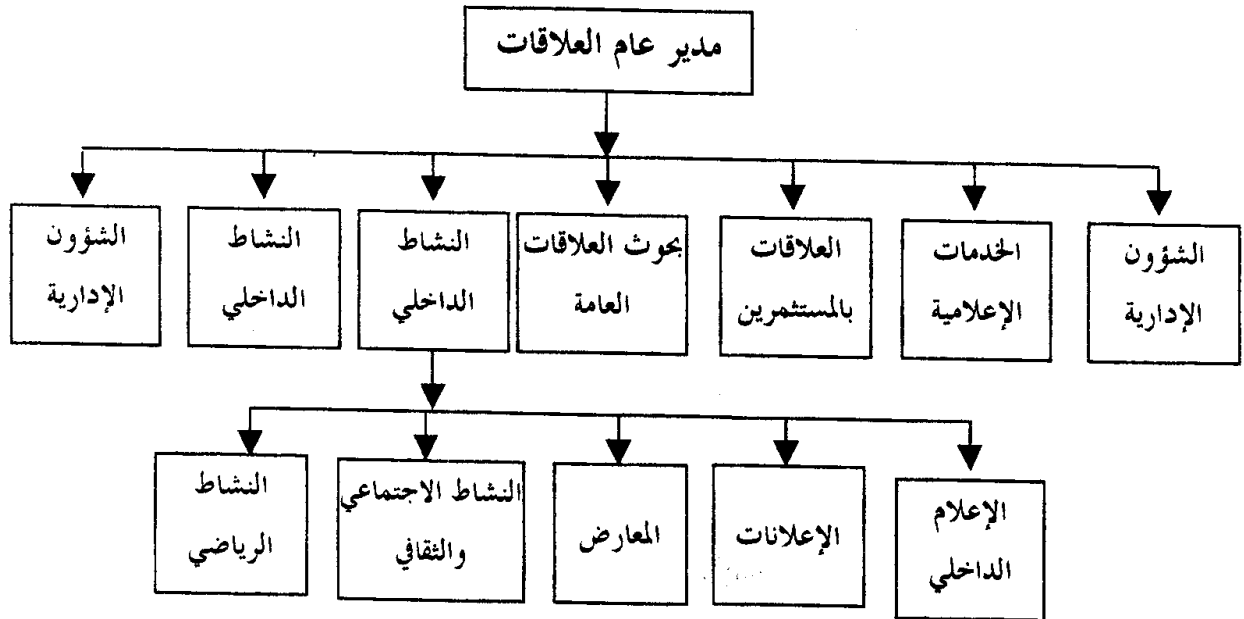 مدير عام العلاقات
الشؤون
الإدارية
الخدمات
الإعلامية
العلاقات
بالمستثمرين
بحوث العلاقات
العامة
النشاط
الداخلي
النشاط
الداخلي
الشؤون
الإدارية
الإعلام
الداخلي
الإعلانات
المعارض
النشاط الاجتماعي
والثقافي
النشاط
الرياضي